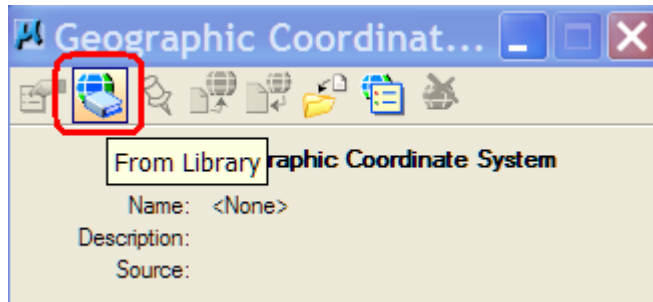 Geographic Coordinat...
From Library
raphic Coordinate System
Name: <None>
Description:
Source: